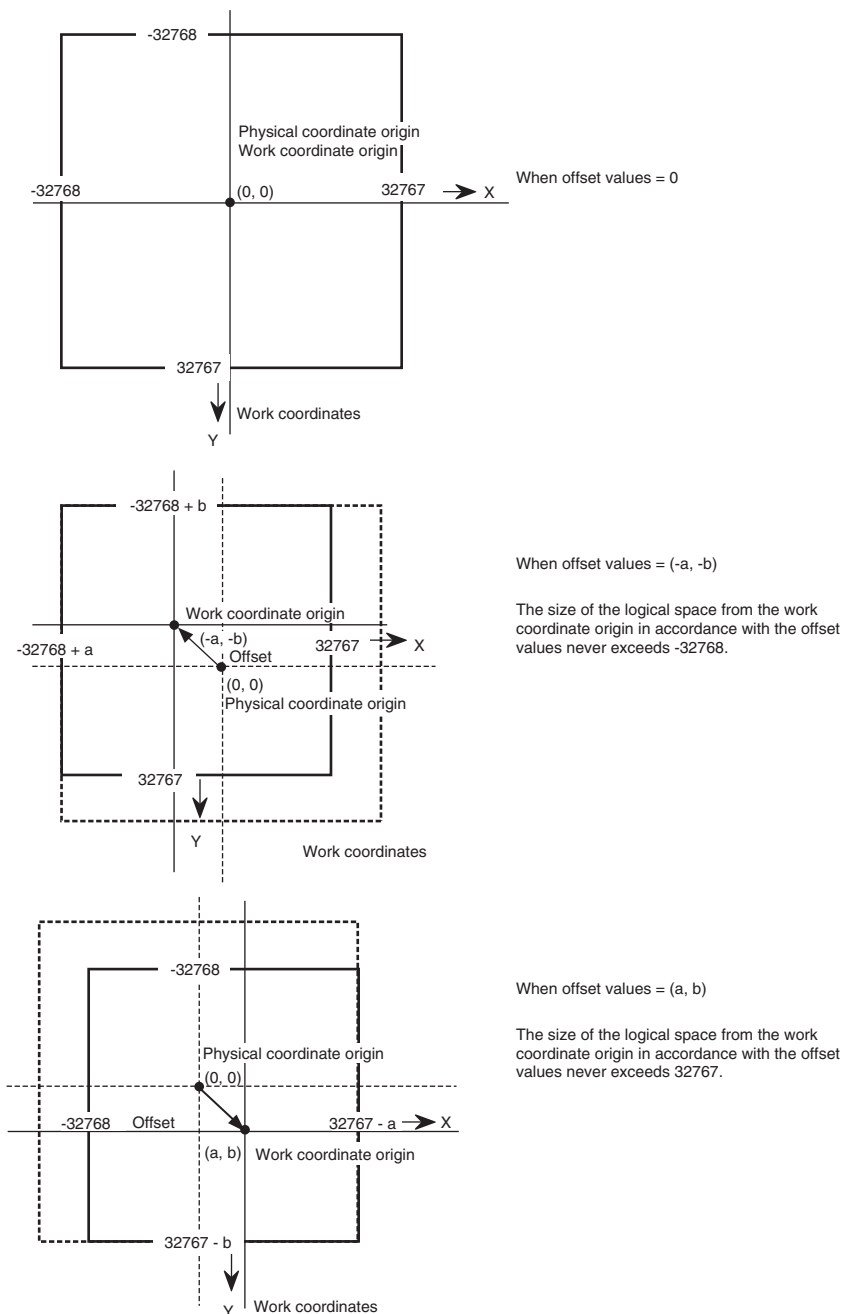 -32768
Physical coordinate origin
Work coordinate origin
-32768
(0, 0)
32767
X
When offset values = 0
32767
Work coordinates
Y
-32768 + b
When offset values = (-a, -b)
Work coordinate origin
The size of the logical space from the work
coordinate origin in accordance with the offset
values never exceeds -32768.
(-a, -b)
32767
X
-32768 + a
Offset
(0, 0)
Physical coordinate origin
32767
Y
Work coordinates
-32768
When offset values = (a, b)
The size of the logical space from the work
coordinate origin in accordance with the offset
values never exceeds 32767.
Physical coordinate origin
(0, 0)
-32768
Offset
32767 - a
X
(a, b)
Work coordinate origin
32767 - b
Y
Work coordinates